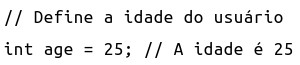 // Define a idade do usuário
int age = 25; // A idade é 25